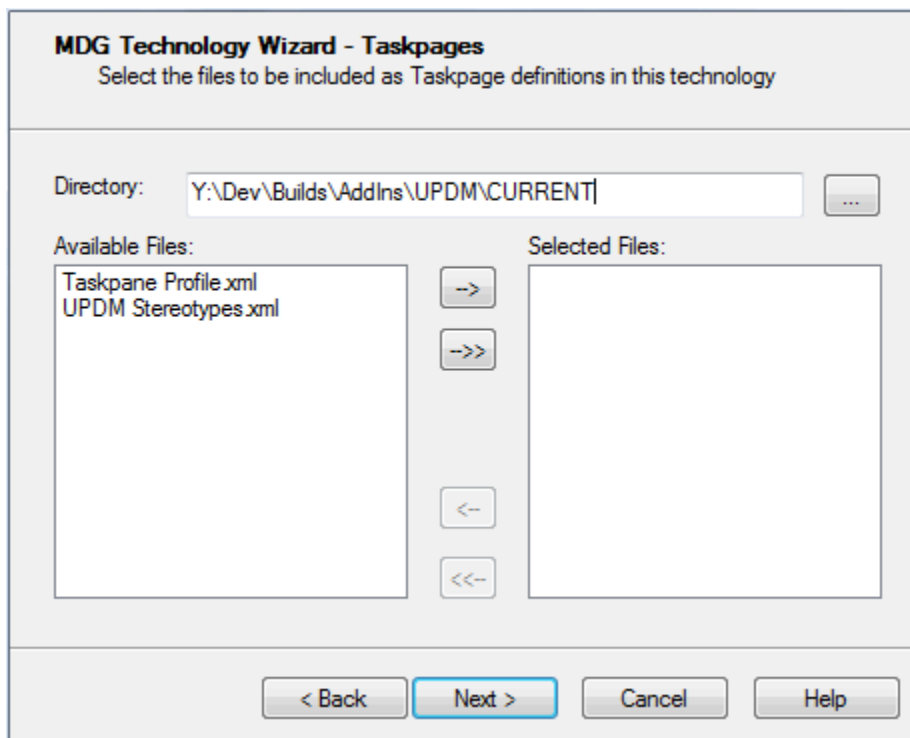 MDG Technology Wizard - Taskpages
Select the files to be included as Taskpage definitions in this technology
Directory: Y:\Dev\Builds\AddIns\UPDM\CURRENT ...
Available Files: Selected Files:
Taskpane Profile.xml -->
UPDM Stereotypes.xml
-->>
<--
<<--
< Back Next > Cancel Help